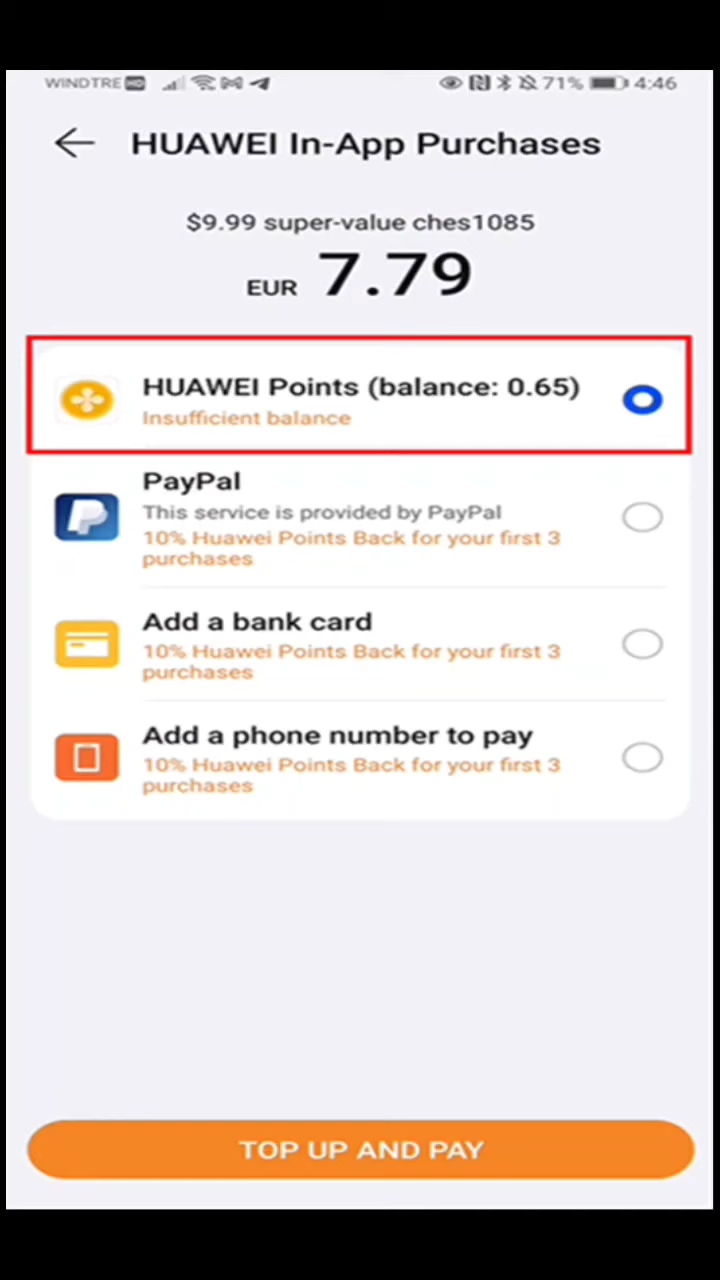 WINDTRE HD 71% 4:46
HUAWEI In-App Purchases
$9.99 super-value ches1085
EUR 7.79
HUAWEI Points (balance: 0.65)
Insufficient balance
PayPal
This service is provided by PayPal
10% Huawei Points Back for your first 3
purchases
Add a bank card
10% Huawei Points Back for your first 3
purchases
Add a phone number to pay
10% Huawei Points Back for your first 3
purchases
TOP UP AND PAY